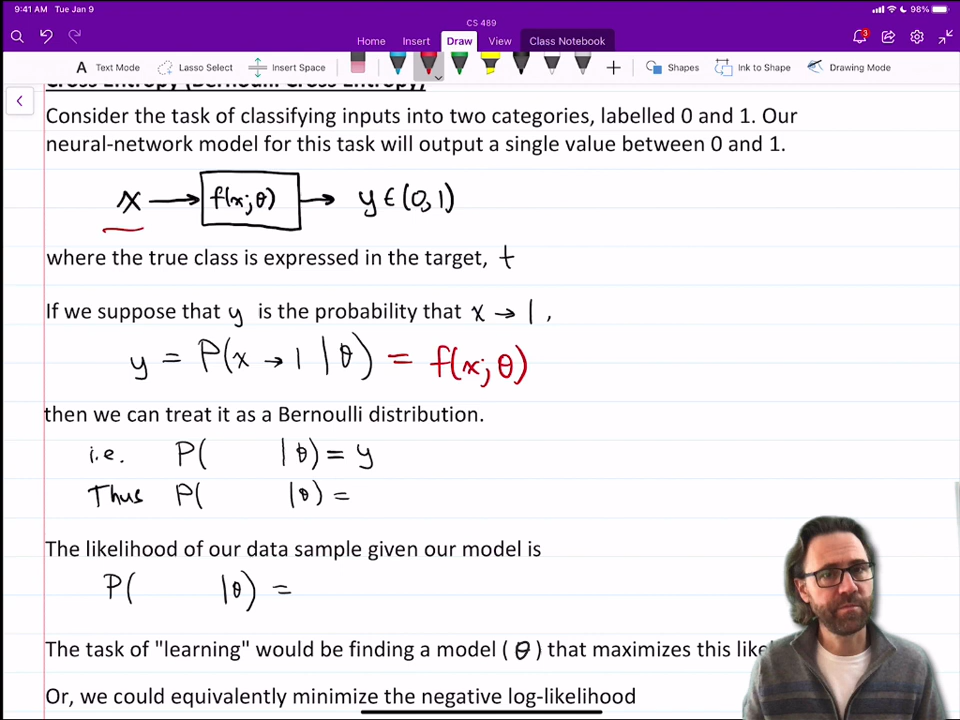 9:41 AM Tue Jan 9
98%
CS 489
Home Insert Draw View Class Notebook
3
A Text Mode Lasso Select Insert Space Shapes Ink to Shape Drawing Mode
Cross Entropy (Bernoulli Cross Entropy)
Consider the task of classifying inputs into two categories, labelled 0 and 1. Our
neural-network model for this task will output a single value between 0 and 1.
x → f(x;θ) → y ∈ (0,1)
where the true class is expressed in the target, t
If we suppose that y is the probability that x → 1,
y = P(x → 1 | θ) = f(x; θ)
then we can treat it as a Bernoulli distribution.
i.e. P( | θ) = y
Thus P( | θ) =
The likelihood of our data sample given our model is
P( | θ) =
The task of "learning" would be finding a model ( θ ) that maximizes this
Or, we could equivalently minimize the negative log-likelihood